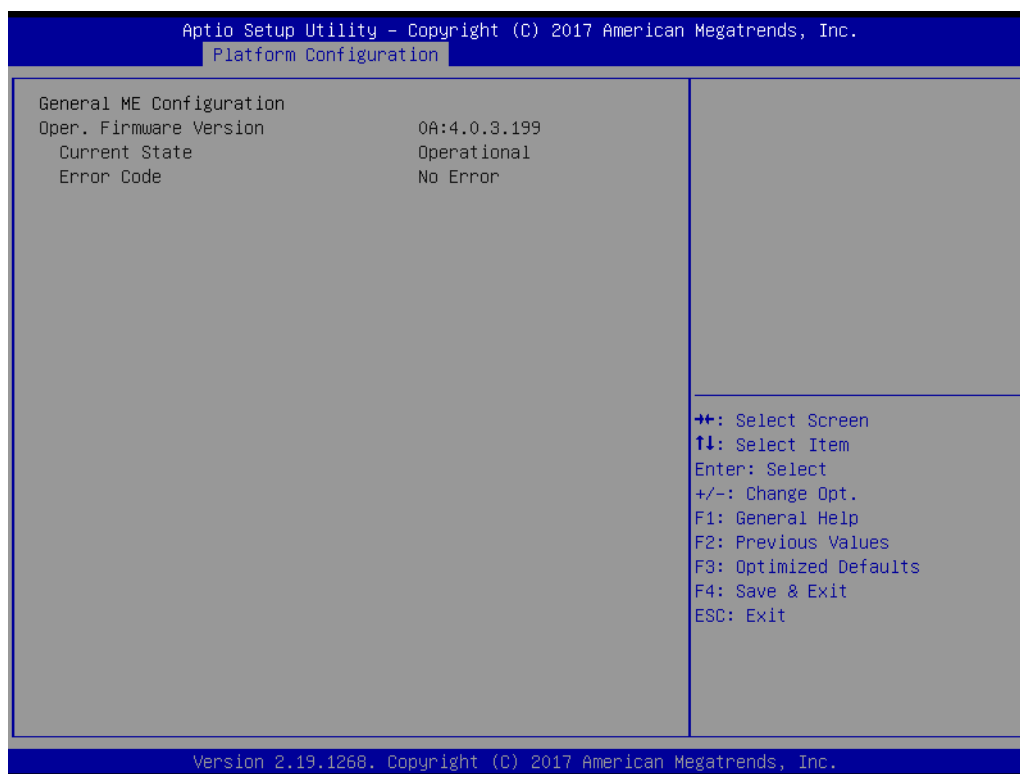 Aptio Setup Utility – Copyright (C) 2017 American Megatrends, Inc.
Platform Configuration
General ME Configuration
Oper. Firmware Version 0A:4.0.3.199
Current State Operational
Error Code No Error
→←: Select Screen
↑↓: Select Item
Enter: Select
+/-: Change Opt.
F1: General Help
F2: Previous Values
F3: Optimized Defaults
F4: Save & Exit
ESC: Exit
Version 2.19.1268. Copyright (C) 2017 American Megatrends, Inc.